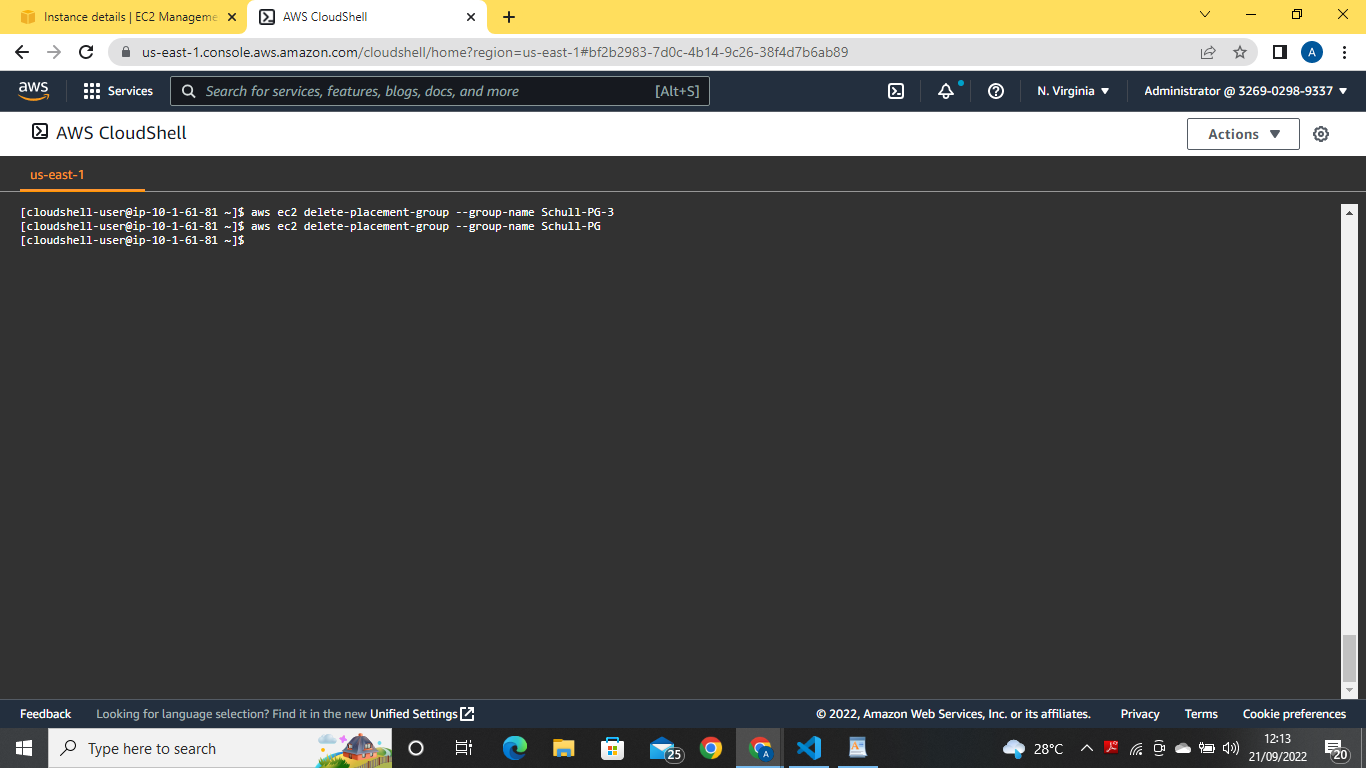 Instance details | EC2 Manageme
AWS CloudShell
us-east-1.console.aws.amazon.com/cloudshell/home?region=us-east-1#bf2b2983-7d0c-4b14-9c26-38f4d7b6ab89
A
aws
Services
Search for services, features, blogs, docs, and more
[Alt+S]
N. Virginia
Administrator @ 3269-0298-9337
AWS CloudShell
Actions
us-east-1
[cloudshell-user@ip-10-1-61-81 ~]$ aws ec2 delete-placement-group --group-name Schull-PG-3
[cloudshell-user@ip-10-1-61-81 ~]$ aws ec2 delete-placement-group --group-name Schull-PG
[cloudshell-user@ip-10-1-61-81 ~]$
Feedback
Looking for language selection? Find it in the new Unified Settings
© 2022, Amazon Web Services, Inc. or its affiliates.
Privacy
Terms
Cookie preferences
Type here to search
25
A
28°C
12:13
21/09/2022
20